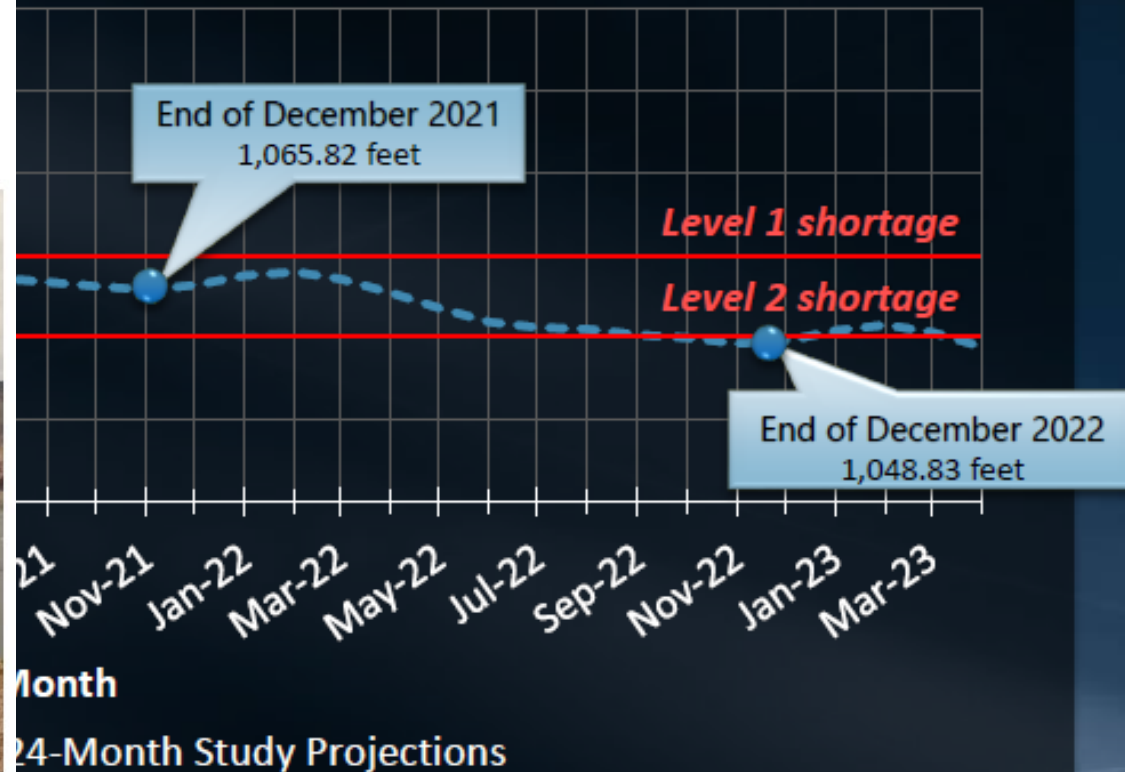 End of December 2021
1,065.82 feet
Level 1 shortage
Level 2 shortage
End of December 2022
1,048.83 feet
21
Nov-21
Jan-22
Mar-22
May-22
Jul-22
Sep-22
Nov-22
Jan-23
Mar-23
Month
24-Month Study Projections